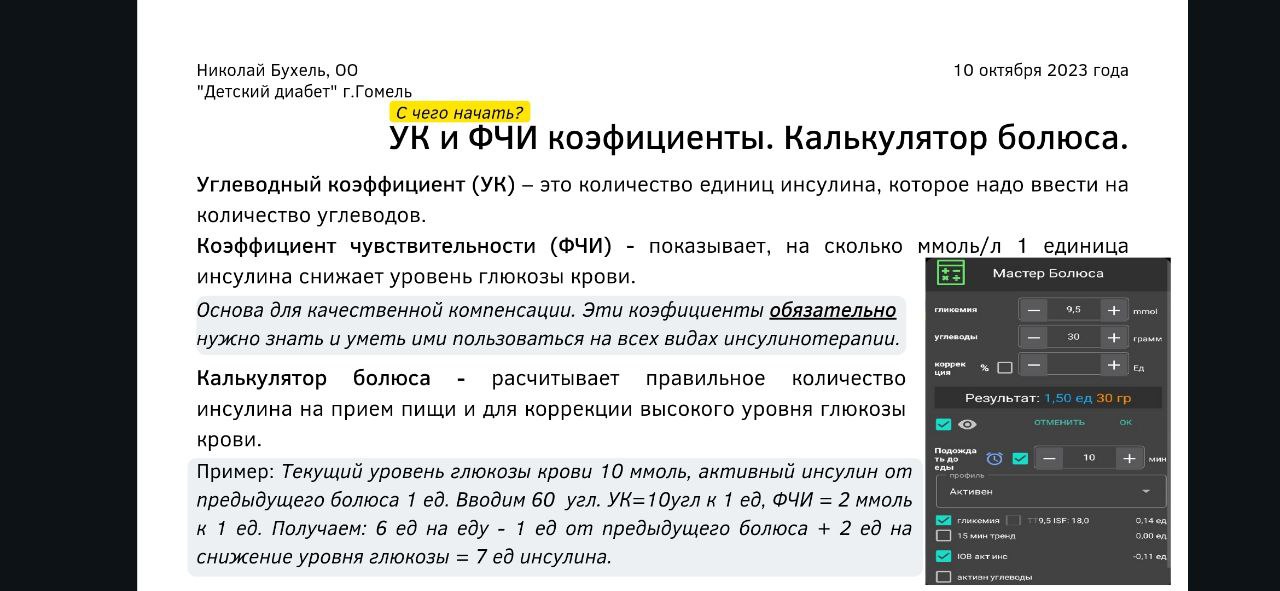 Николай Бухель, ОО
10 октября 2023 года
"Детский диабет" г.Гомель
С чего начать?
УК и ФЧИ коэфициенты. Калькулятор болюса.
Углеводный коэффициент (УК) – это количество единиц инсулина, которое надо ввести на
количество углеводов.
Коэффициент чувствительности (ФЧИ) - показывает, на сколько ммоль/л 1 единица
инсулина снижает уровень глюкозы крови.
Основа для качественной компенсации. Эти коэфициенты обязательно
нужно знать и уметь ими пользоваться на всех видах инсулинотерапии.
Калькулятор болюса - расчитывает правильное количество
инсулина на прием пищи и для коррекции высокого уровня глюкозы
крови.
Пример: Текущий уровень глюкозы крови 10 ммоль, активный инсулин от
предыдущего болюса 1 ед. Вводим 60 угл. УК=10угл к 1 ед, ФЧИ = 2 ммоль
к 1 ед. Получаем: 6 ед на еду - 1 ед от предыдущего болюса + 2 ед на
снижение уровня глюкозы = 7 ед инсулина.
Мастер Болюса
гликемия — 9,5 + mmol
углеводы — 30 + грамм
коррек
ция % — + Ед
Результат: 1,50 ед 30 гр
ОТМЕНИТЬ ОК
Подожда
ть до
еды — 10 + мин
профиль
Активен
гликемия TT 9,5 ISF: 18,0 0,14 ед
15 мин тренд 0,00 ед
IOB акт инс -0,11 ед
активн углеводы